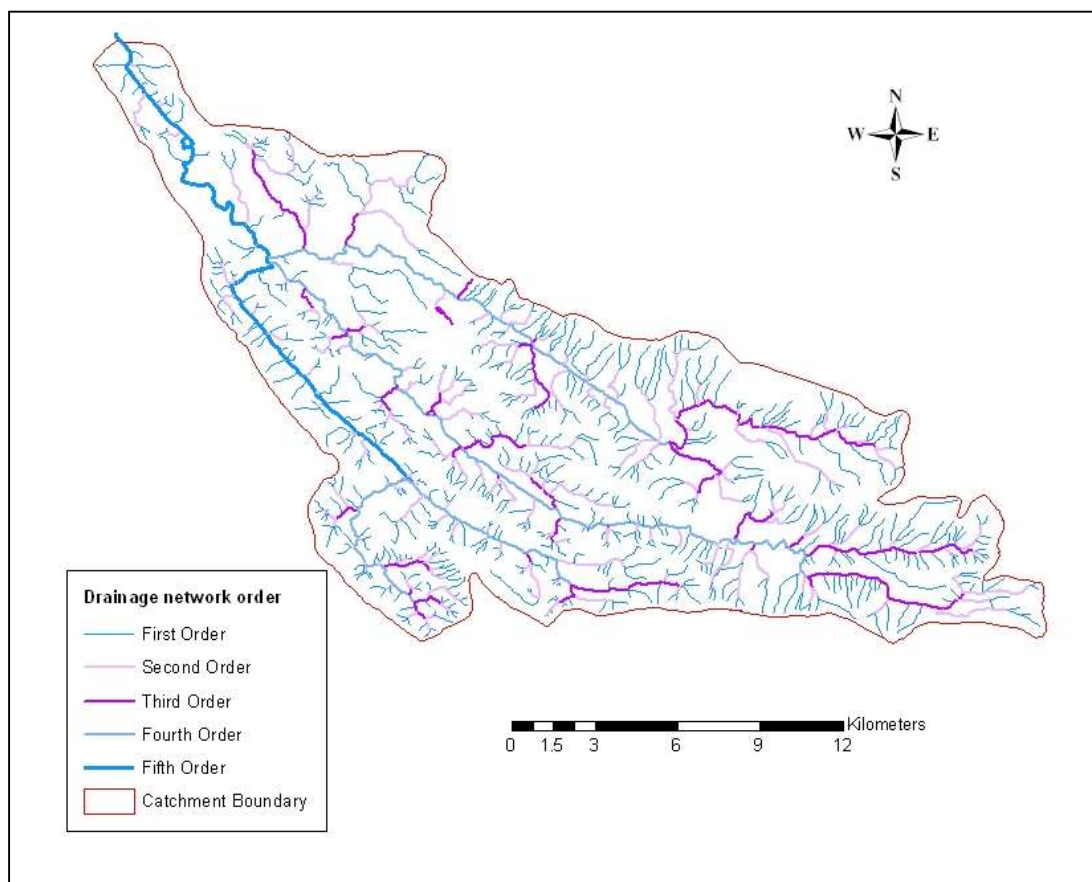 N
W E
S
Drainage network order
First Order
Second Order
Third Order
Fourth Order
Fifth Order
Catchment Boundary
Kilometers
0 1.5 3 6 9 12